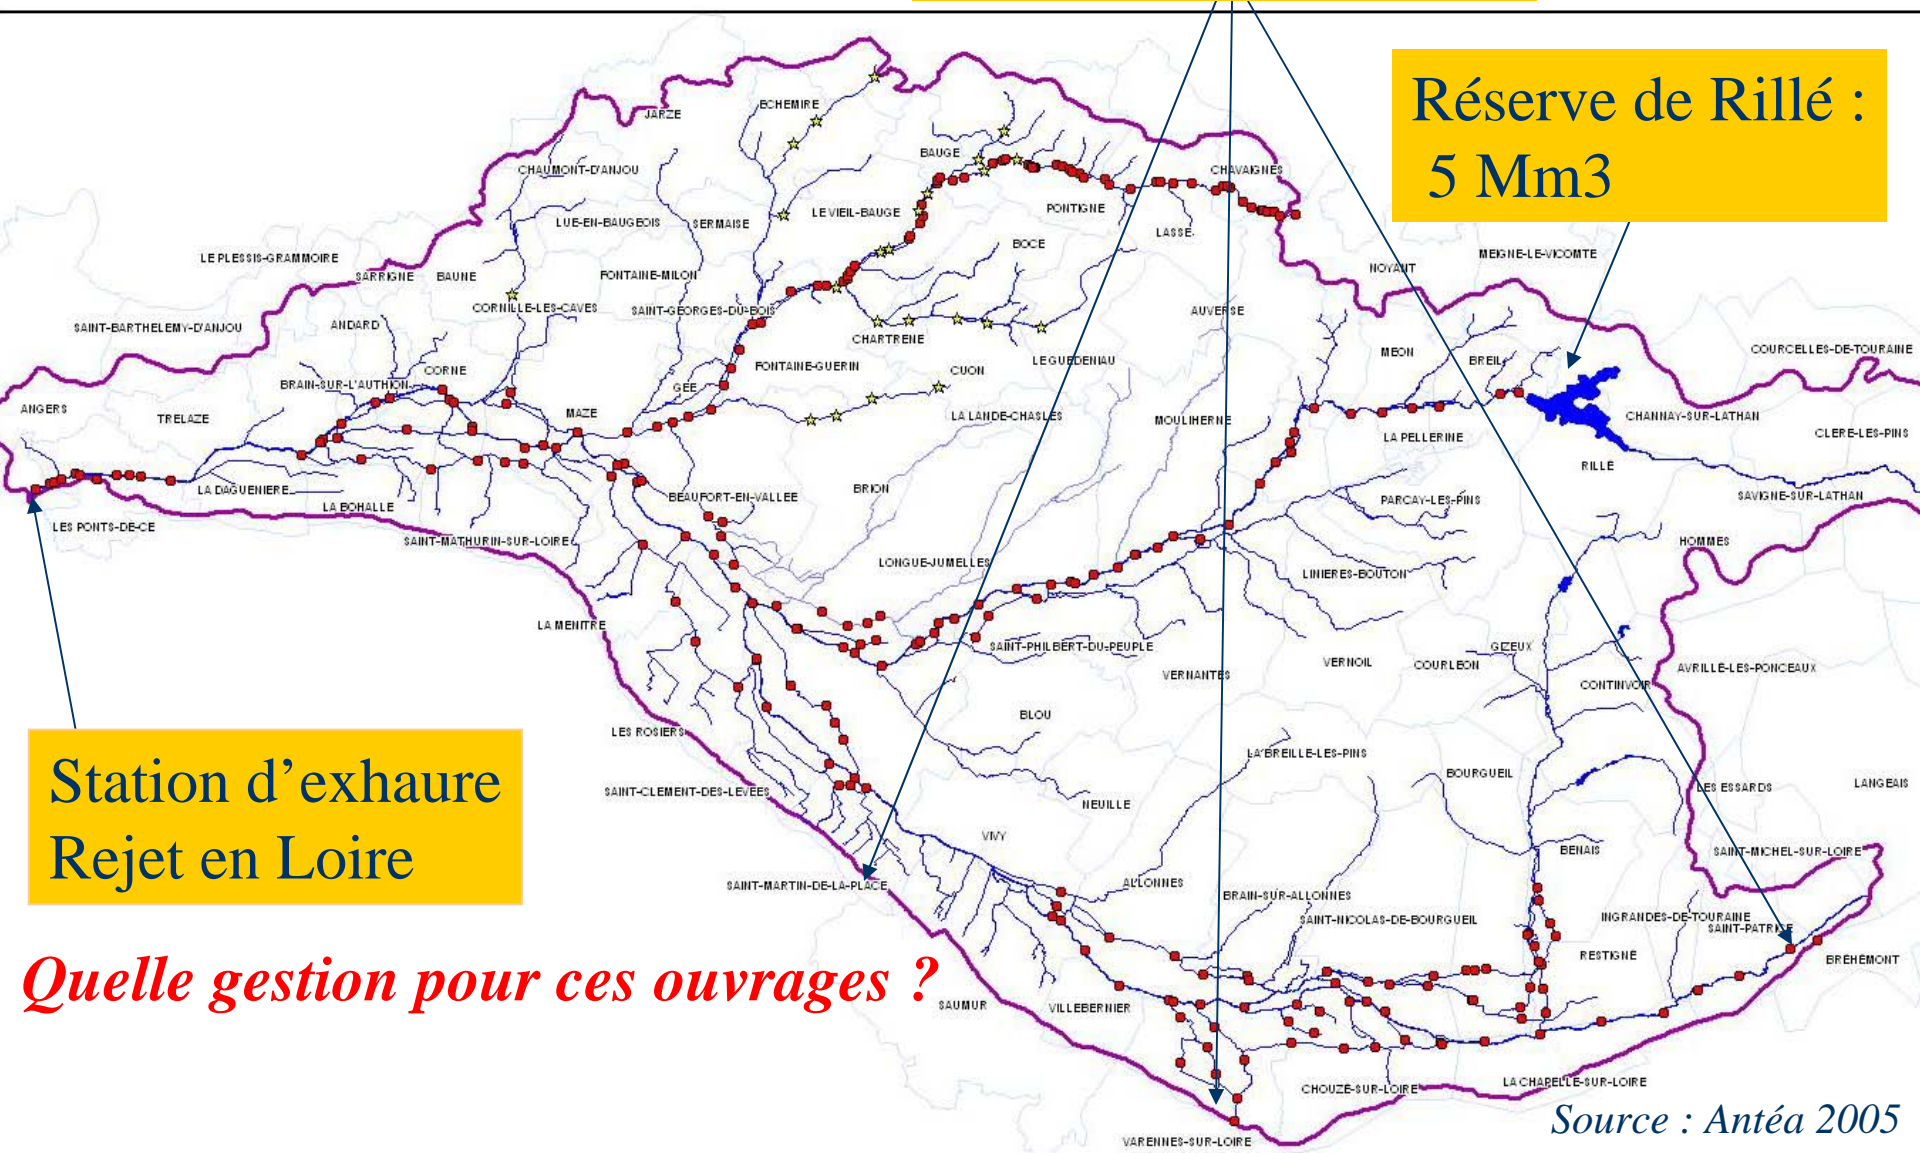 Réserve de Rillé :
5 Mm3
ECHEMIRE
JARZE
BAUGE
CHAUMONT-D'ANJOU
CHAVAIGNES
LUE-EN-BAUGEOIS
SERMAISE
LE VIEIL-BAUGE
PONTIGNE
LASSE
BOCE
LE PLESSIS-GRAMMOIRE
SARRIGNE
BAUNE
FONTAINE-MILON
NOYANT
MEIGNE-LE-VICOMTE
CORNILLE-LES-CAVES
SAINT-GEORGES-DU-BOIS
AUVERSE
SAINT-BARTHELEMY-D'ANJOU
ANDARD
CHARTRENE
LE GUEDENIAU
MEON
BREIL
COURCELLES-DE-TOURAINE
BRAIN-SUR-L'AUTHION
CORNE
GEE
FONTAINE-GUERIN
CUON
ANGERS
TRELAZE
MAZE
LA LANDE-CHASLES
MOULIHERNE
LA PELLERINE
CHANNAY-SUR-LATHAN
CLERE-LES-PINS
RILLE
LA DAGUENIERE
LA BOHALLE
BEAUFORT-EN-VALLEE
BRION
PARCAY-LES-PINS
SAVIGNE-SUR-LATHAN
LES PONTS-DE-CE
SAINT-MATHURIN-SUR-LOIRE
LONGUE-JUMELLES
LINIERES-BOUTON
HOMMES
LA MENITRE
SAINT-PHILBERT-DU-PEUPLE
VERNANTES
VERNOIL
COURLEON
GIZEUX
CONTINVOIR
AVRILLE-LES-PONCEAUX
BLOU
LES ROSIERS
LA BREILLE-LES-PINS
BOURGUEIL
LES ESSARDS
LANGEAIS
Station d’exhaure
Rejet en Loire
SAINT-CLEMENT-DES-LEVEES
NEUILLE
VIVY
BENAIS
SAINT-MICHEL-SUR-LOIRE
SAINT-MARTIN-DE-LA-PLACE
ALLONNES
BRAIN-SUR-ALLONNES
SAINT-NICOLAS-DE-BOURGUEIL
INGRANDES-DE-TOURAINE
SAINT-PATRICE
RESTIGNE
BREHEMONT
Quelle gestion pour ces ouvrages ?
SAUMUR
VILLEBERNIER
CHOUZE-SUR-LOIRE
LA CHAPELLE-SUR-LOIRE
VARENNES-SUR-LOIRE
Source : Antéa 2005